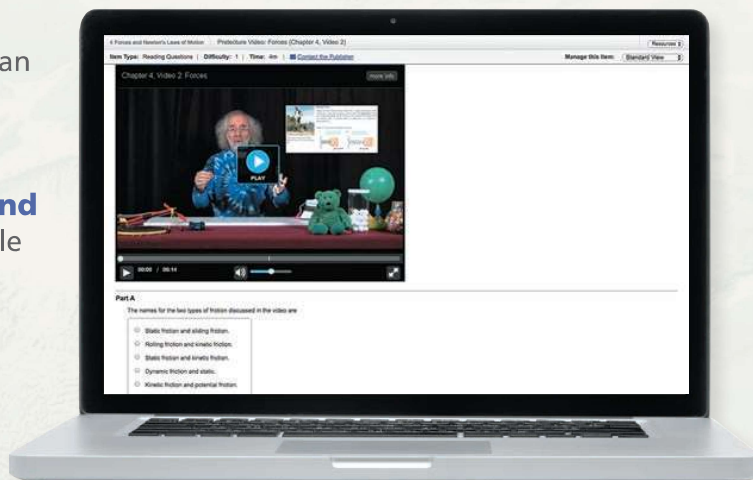 an
nd
le
4 Forces and Newton's Laws of Motion Prelecture Video: Forces (Chapter 4, Video 2)
Resources
Item Type: Reading Questions | Difficulty: 1 | Time: 4m | Contact the Publisher
Manage this Item: Standard View
Chapter 4, Video 2: Forces
more info
PLAY
00:00 / 06:14
Part A
The names for the two types of friction discussed in the video are
Static friction and sliding friction.
Rolling friction and kinetic friction.
Static friction and kinetic friction.
Dynamic friction and static.
Kinetic friction and potential friction.